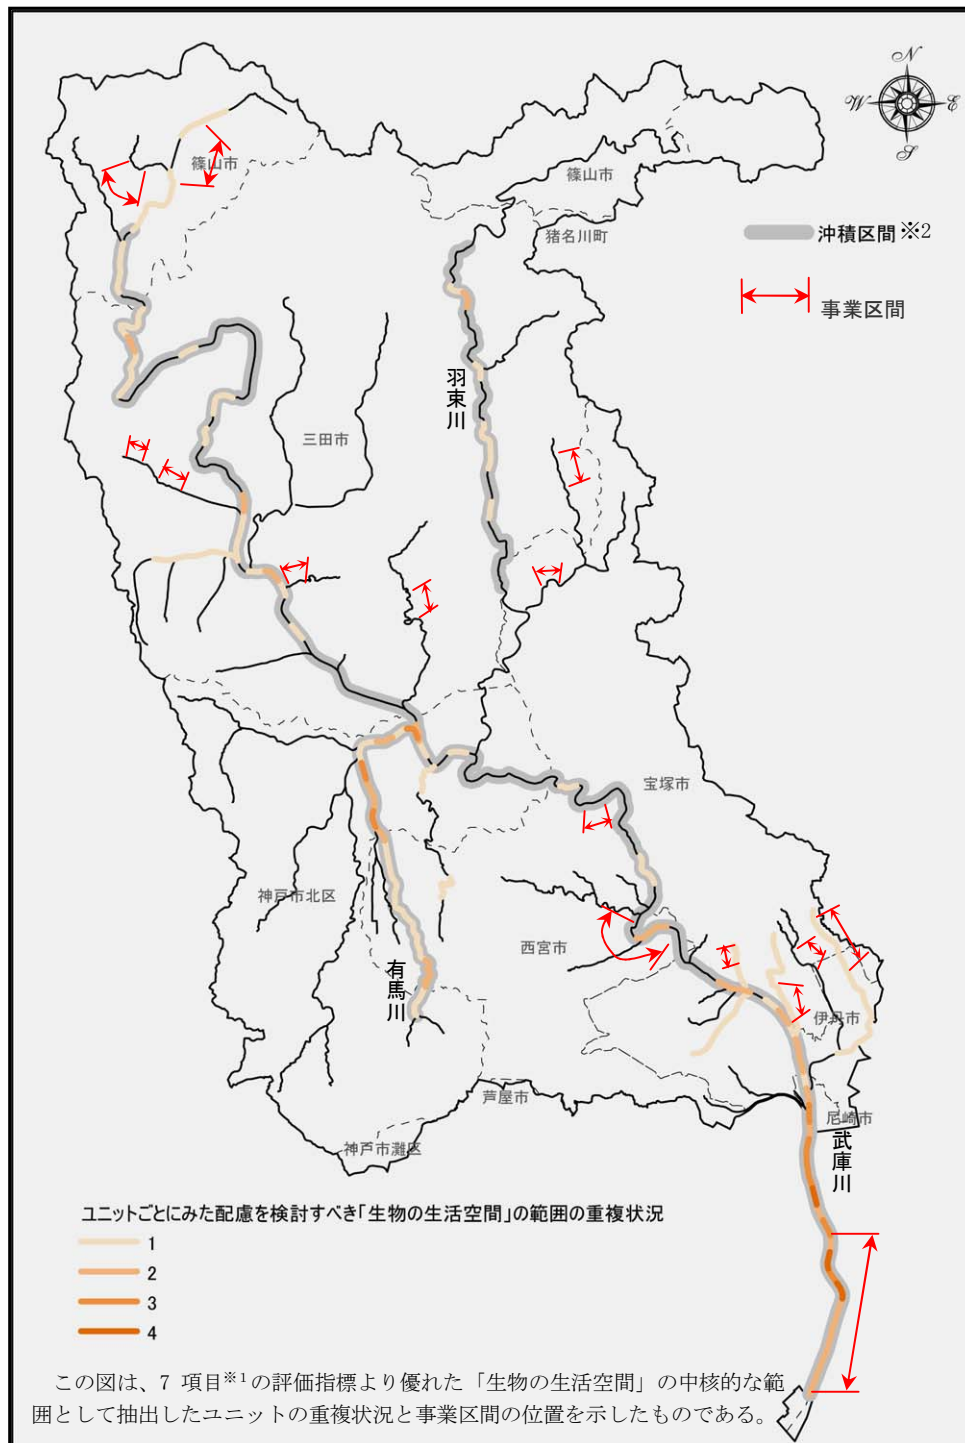 N
W
E
S
篠山市
篠山市
猪名川町
沖積区間※2
事業区間
羽束川
三田市
宝塚市
神戸市北区
西宮市
有馬川
伊丹市
芦屋市
尼崎市
神戸市灘区
武庫川
ユニットごとにみた配慮を検討すべき「生物の生活空間」の範囲の重複状況
1
2
3
4
この図は、7 項目※1の評価指標より優れた「生物の生活空間」の中核的な範
囲として抽出したユニットの重複状況と事業区間の位置を示したものである。